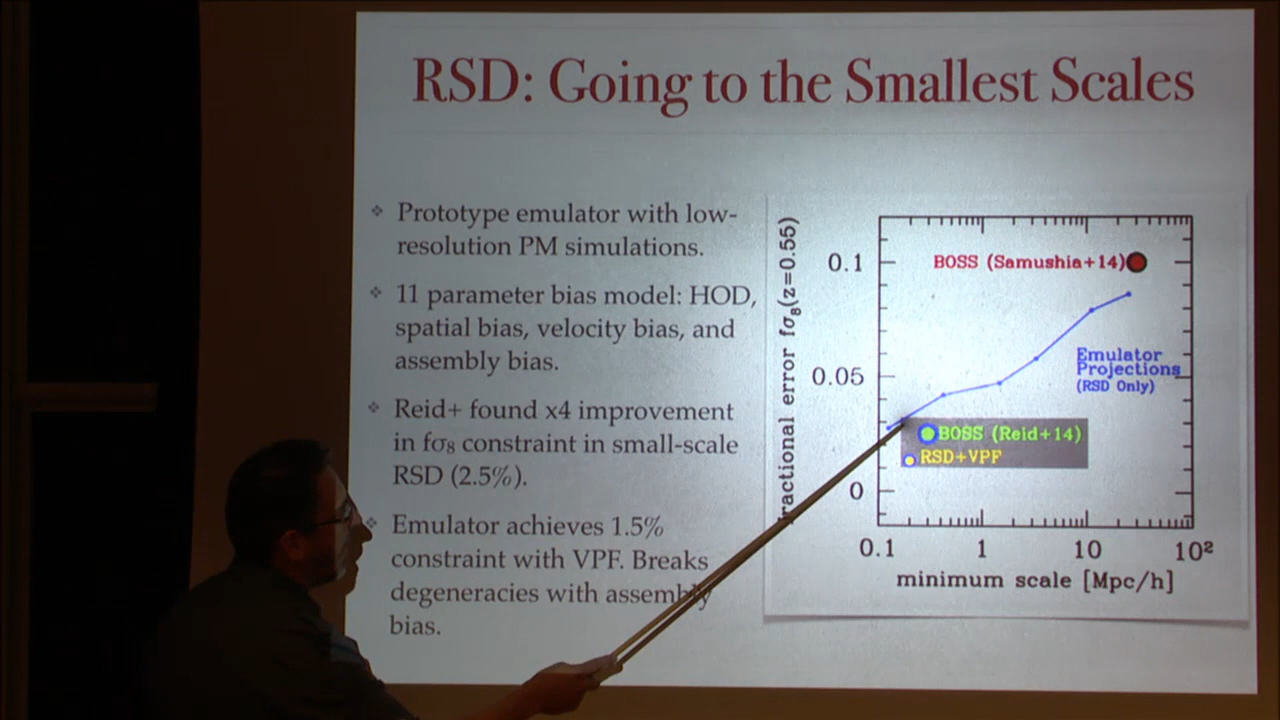 RSD: Going to the Smallest Scales
❖ Prototype emulator with low-
resolution PM simulations.
❖ 11 parameter bias model: HOD,
spatial bias, velocity bias, and
assembly bias.
❖ Reid+ found x4 improvement
in fσ₈ constraint in small-scale
RSD (2.5%).
❖ Emulator achieves 1.5%
constraint with VPF. Breaks
degeneracies with assembly
bias.
ractional error fσ₈(z=0.55)
0.1
0.05
0
BOSS (Samushia+14)
Emulator
Projections
(RSD Only)
BOSS (Reid+14)
RSD+VPF
0.1 1 10 10²
minimum scale [Mpc/h]